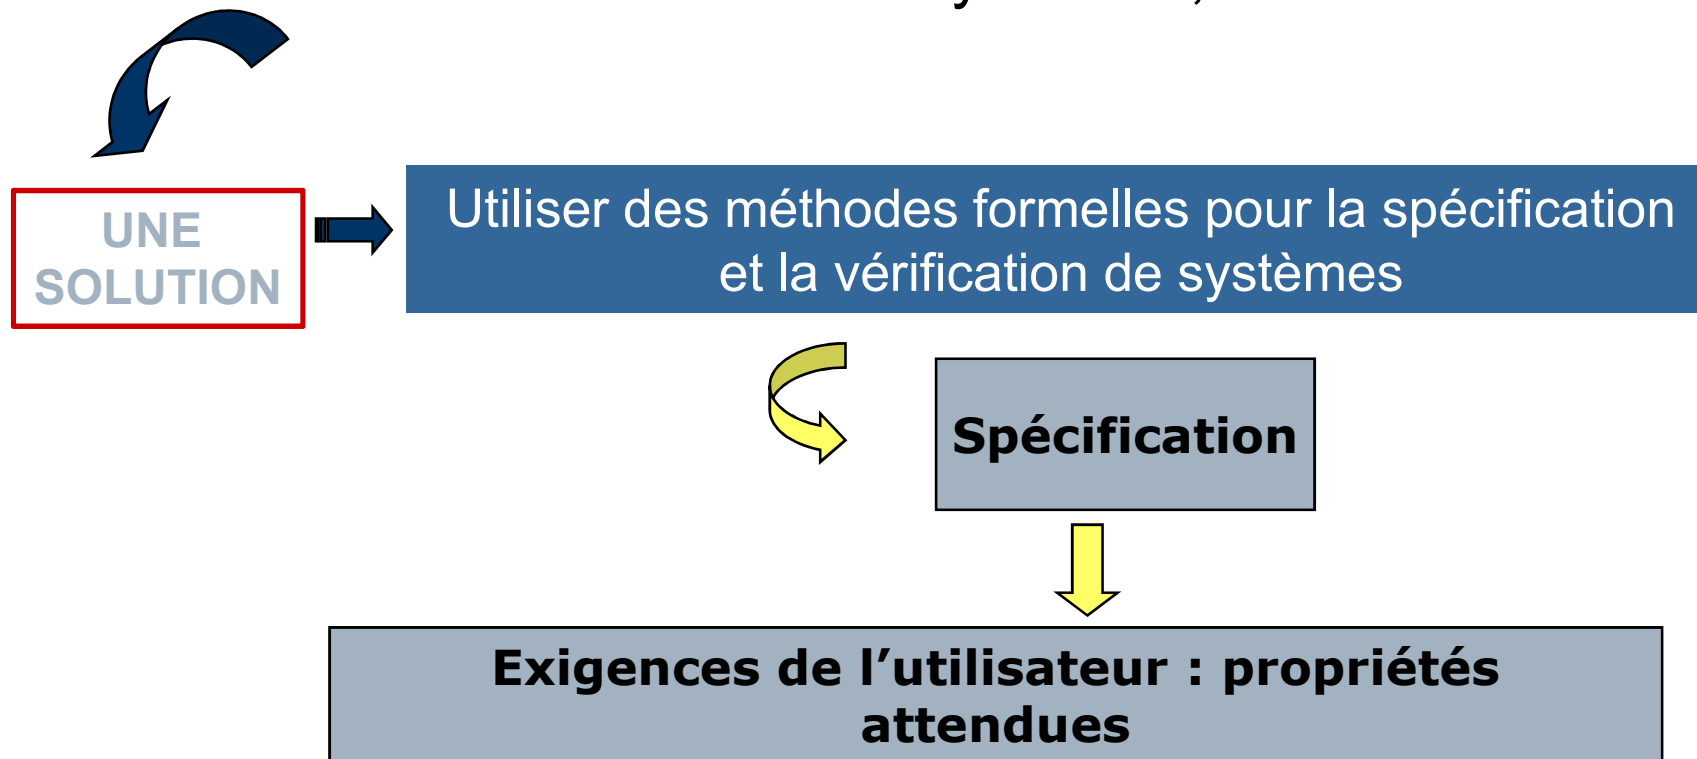 UNE
SOLUTION
Utiliser des méthodes formelles pour la spécification
et la vérification de systèmes
Spécification
Exigences de l’utilisateur : propriétés
attendues